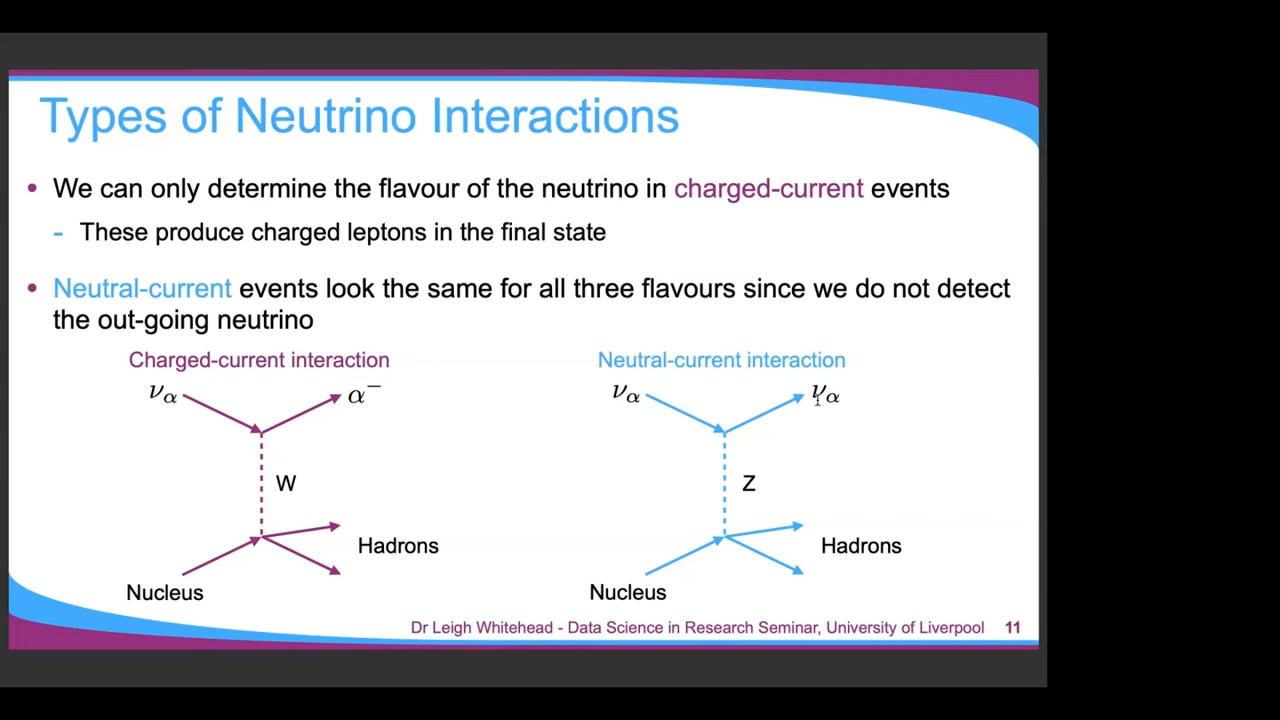 Types of Neutrino Interactions
• We can only determine the flavour of the neutrino in charged-current events
- These produce charged leptons in the final state
• Neutral-current events look the same for all three flavours since we do not detect
the out-going neutrino
Charged-current interaction
ν_α α⁻
W
Hadrons
Nucleus
Neutral-current interaction
ν_α ν_α
Z
Hadrons
Nucleus
Dr Leigh Whitehead - Data Science in Research Seminar, University of Liverpool 11